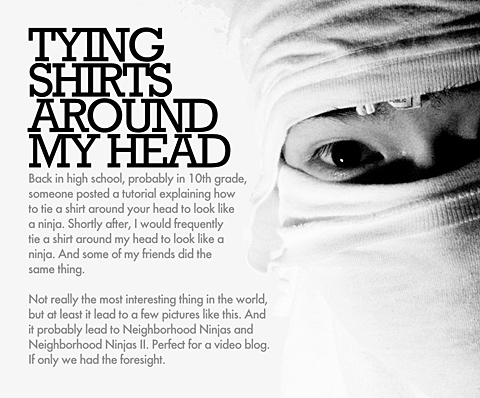 TYING
SHIRTS
AROUND
MY HEAD
Back in high school, probably in 10th grade,
someone posted a tutorial explaining how
to tie a shirt around your head to look like
a ninja. Shortly after, I would frequently
tie a shirt around my head to look like a
ninja. And some of my friends did the
same thing.
Not really the most interesting thing in the world,
but at least it lead to a few pictures like this. And
it probably lead to Neighborhood Ninjas and
Neighborhood Ninjas II. Perfect for a video blog.
If only we had the foresight.